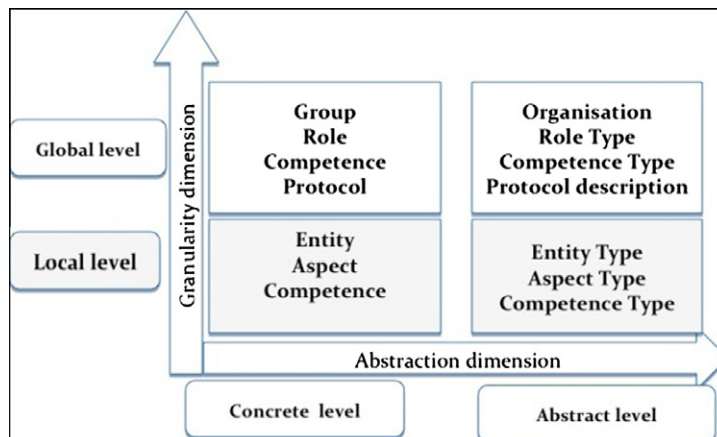 Granularity dimension
Global level
Group
Role
Competence
Protocol
Organisation
Role Type
Competence Type
Protocol description
Local level
Entity
Aspect
Competence
Entity Type
Aspect Type
Competence Type
Abstraction dimension
Concrete level
Abstract level